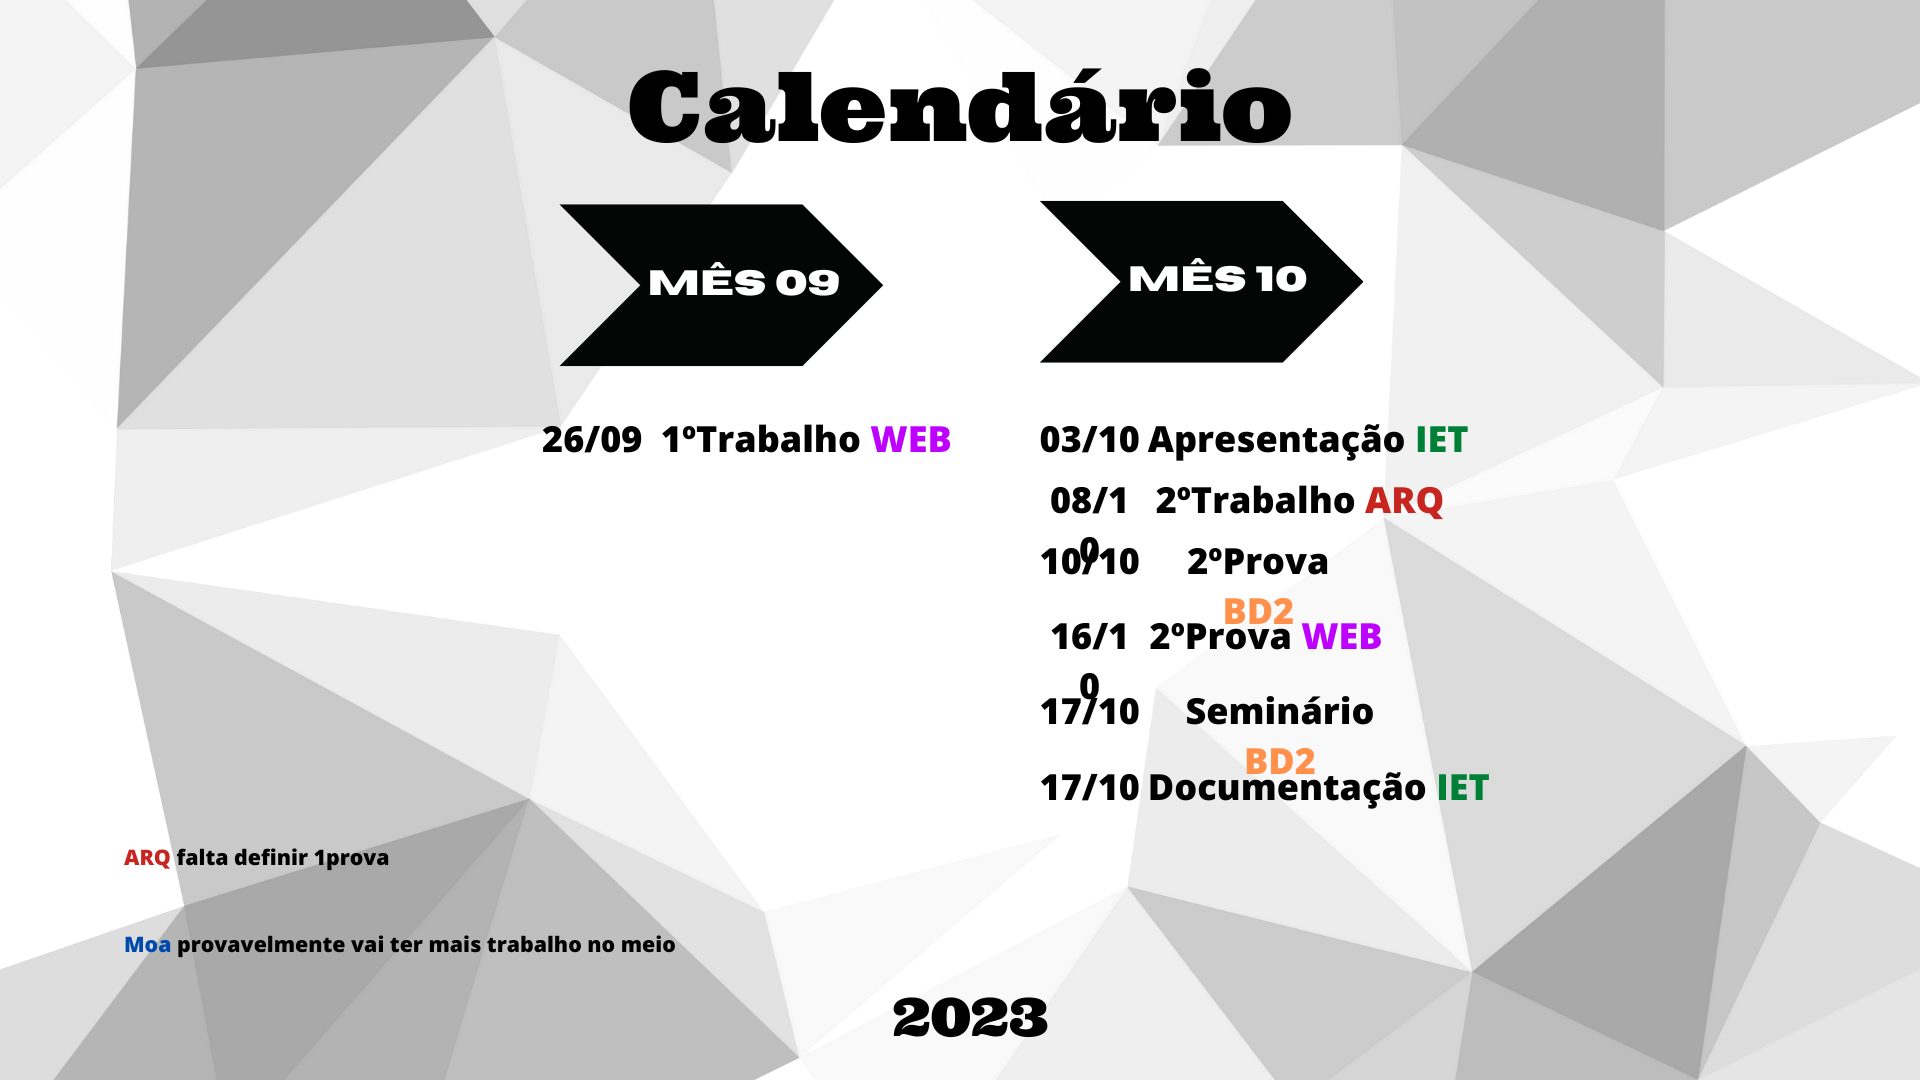 Calendário
MÊS 09
MÊS 10
26/09 1ºTrabalho WEB
03/10 Apresentação IET
08/1 2ºTrabalho ARQ
0
10/10 2ºProva
BD2
16/1 2ºProva WEB
0
17/10 Seminário
BD2
17/10 Documentação IET
ARQ falta definir 1prova
Moa provavelmente vai ter mais trabalho no meio
2023